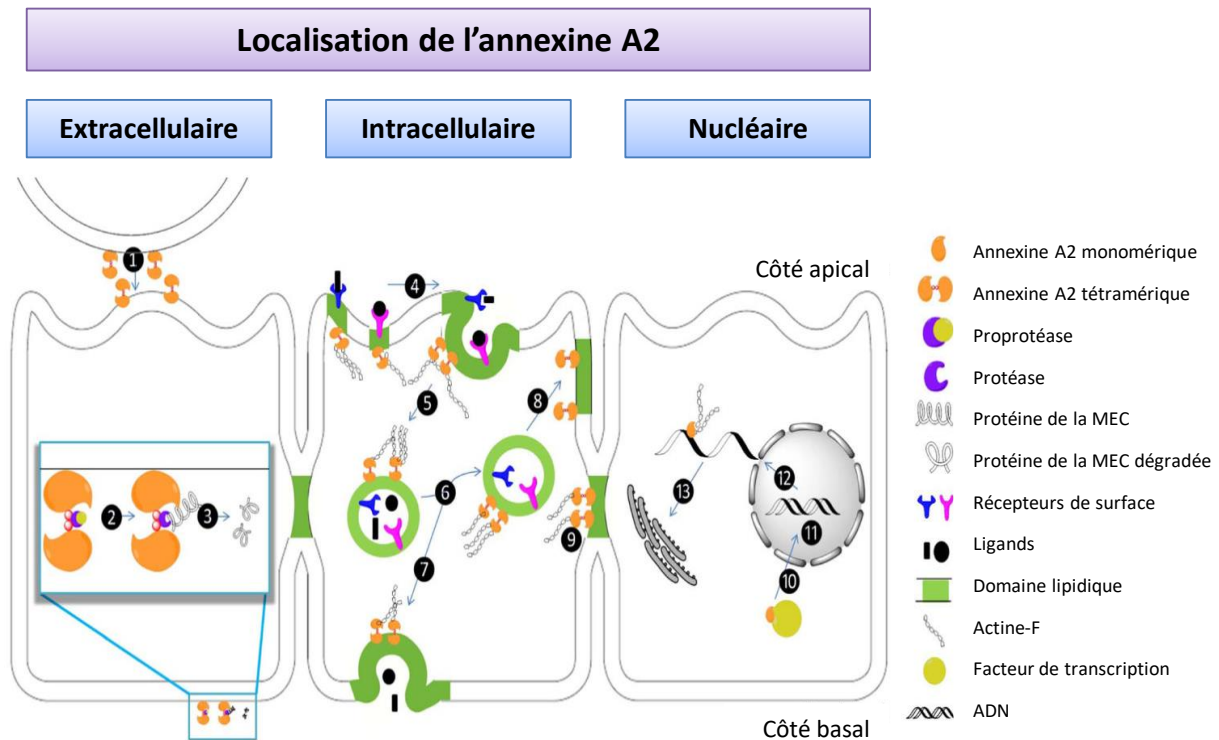 Localisation de l’annexine A2
Extracellulaire
Intracellulaire
Nucléaire
Côté apical
1
4
5
8
6
7
9
2
3
12
13
11
10
Côté basal
Annexine A2 monomérique
Annexine A2 tétramérique
Proprotéase
Protéase
Protéine de la MEC
Protéine de la MEC dégradée
Récepteurs de surface
Ligands
Domaine lipidique
Actine-F
Facteur de transcription
ADN